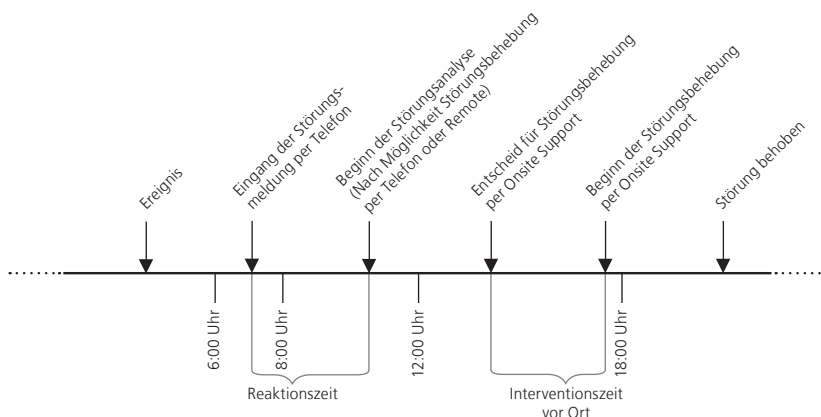 Ereignis
Eingang der Störungs-
meldung per Telefon
Beginn der Störungsanalyse
(Nach Möglichkeit Störungsbehebung
per Telefon oder Remote)
Entscheid für Störungsbehebung
per Onsite Support
Beginn der Störungsbehebung
per Onsite Support
Störung behoben
6:00 Uhr
8:00 Uhr
12:00 Uhr
18:00 Uhr
Reaktionszeit
Interventionszeit
vor Ort